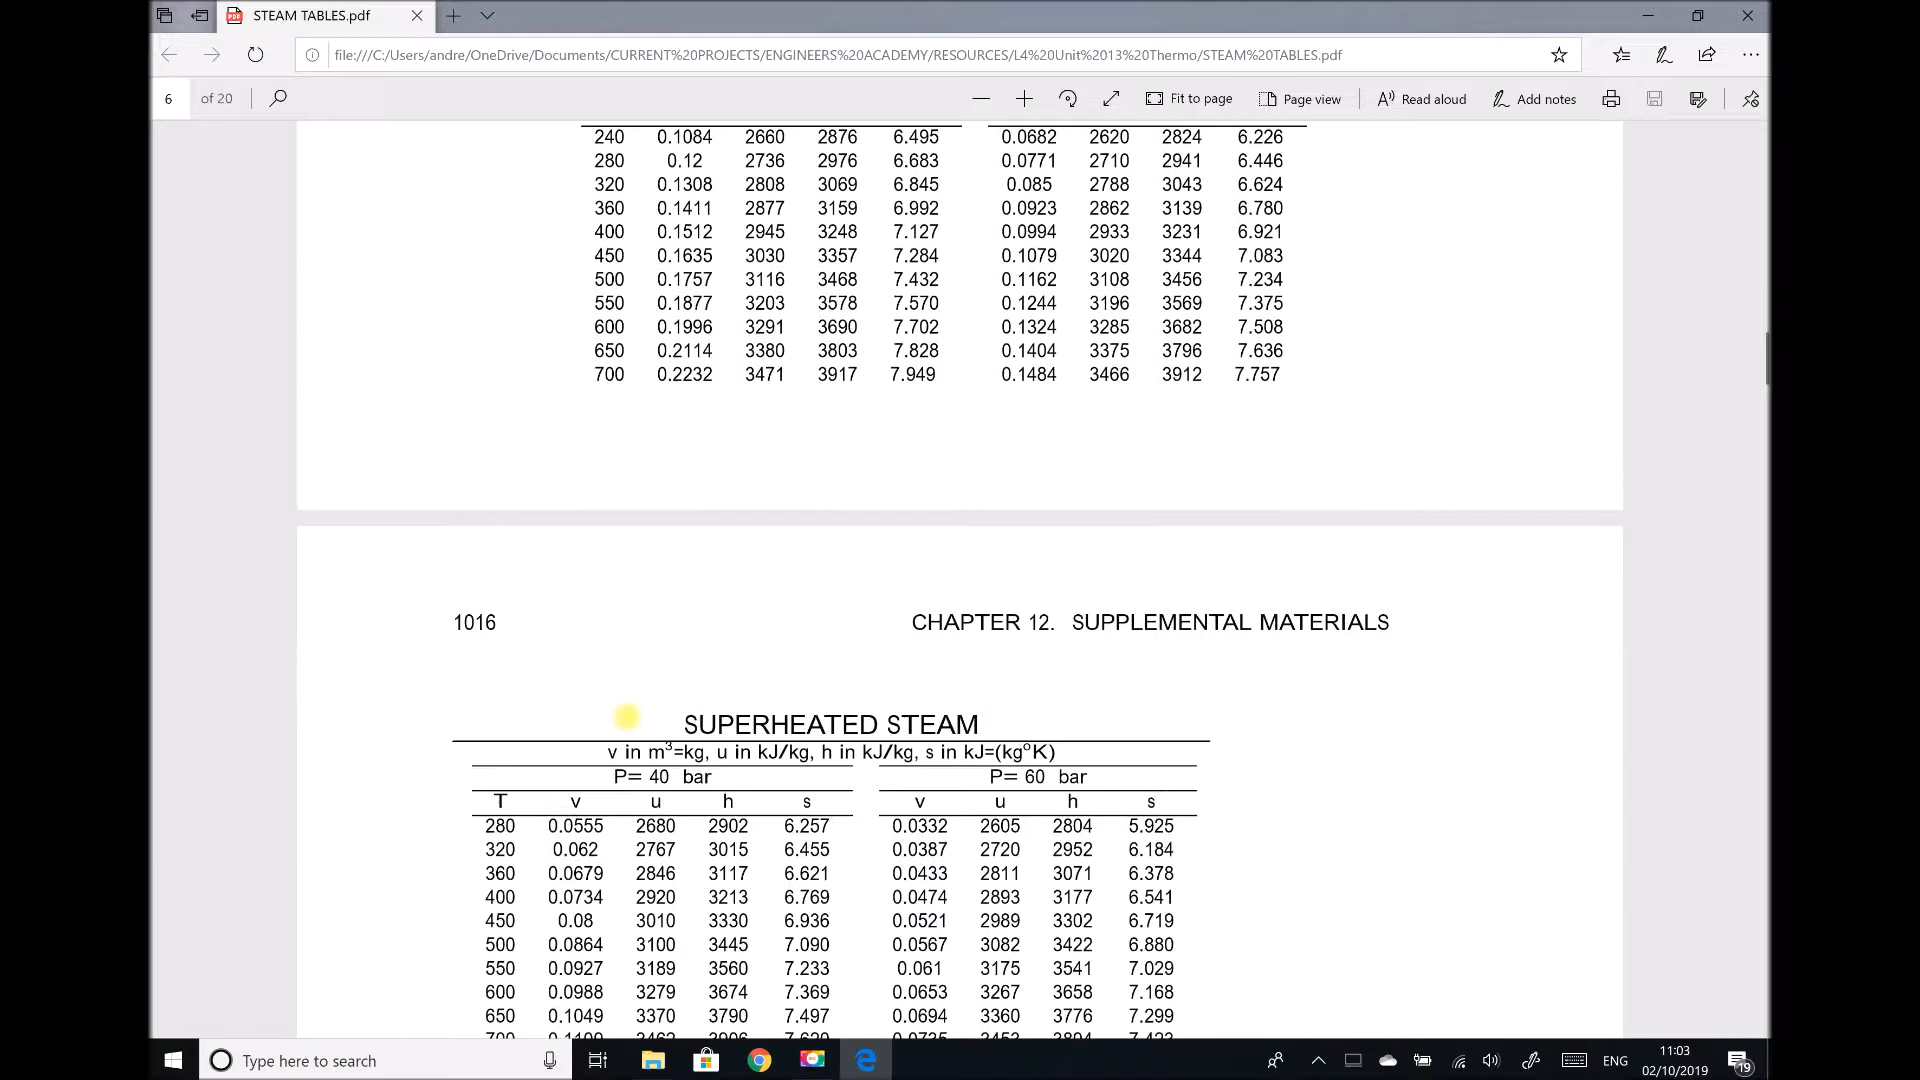 STEAM TABLES.pdf
file:///C:/Users/andre/OneDrive/Documents/CURRENT%20PROJECTS/ENGINEERS%20ACADEMY/RESOURCES/L4%20Unit%2013%20Thermo/STEAM%20TABLES.pdf
6 of 20 Fit to page Page view Read aloud Add notes
240 0.1084 2660 2876 6.495 0.0682 2620 2824 6.226
280 0.12 2736 2976 6.683 0.0771 2710 2941 6.446
320 0.1308 2808 3069 6.845 0.085 2788 3043 6.624
360 0.1411 2877 3159 6.992 0.0923 2862 3139 6.780
400 0.1512 2945 3248 7.127 0.0994 2933 3231 6.921
450 0.1635 3030 3357 7.284 0.1079 3020 3344 7.083
500 0.1757 3116 3468 7.432 0.1162 3108 3456 7.234
550 0.1877 3203 3578 7.570 0.1244 3196 3569 7.375
600 0.1996 3291 3690 7.702 0.1324 3285 3682 7.508
650 0.2114 3380 3803 7.828 0.1404 3375 3796 7.636
700 0.2232 3471 3917 7.949 0.1484 3466 3912 7.757
1016 CHAPTER 12. SUPPLEMENTAL MATERIALS
SUPERHEATED STEAM
v in m³=kg, u in kJ/kg, h in kJ/kg, s in kJ=(kg°K)
P= 40 bar P= 60 bar
T v u h s v u h s
280 0.0555 2680 2902 6.257 0.0332 2605 2804 5.925
320 0.062 2767 3015 6.455 0.0387 2720 2952 6.184
360 0.0679 2846 3117 6.621 0.0433 2811 3071 6.378
400 0.0734 2920 3213 6.769 0.0474 2893 3177 6.541
450 0.08 3010 3330 6.936 0.0521 2989 3302 6.719
500 0.0864 3100 3445 7.090 0.0567 3082 3422 6.880
550 0.0927 3189 3560 7.233 0.061 3175 3541 7.029
600 0.0988 3279 3674 7.369 0.0653 3267 3658 7.168
650 0.1049 3370 3790 7.497 0.0694 3360 3776 7.299
Type here to search
ENG
11:03
02/10/2019
19